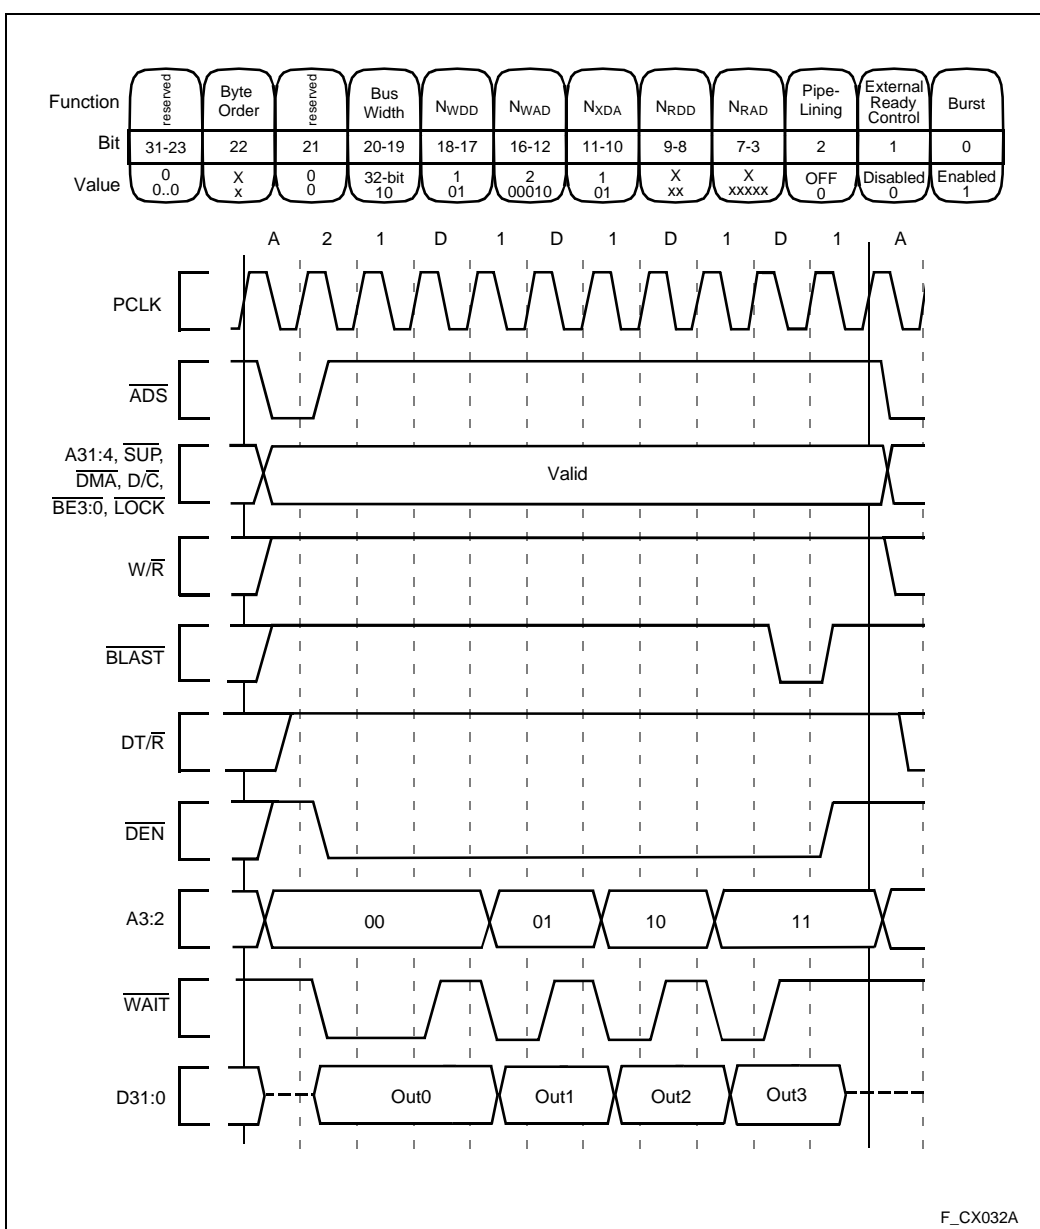 Function reserved Byte Order reserved Bus Width NWDD NWAD NXDA NRDD NRAD Pipe-Lining External Ready Control Burst
Bit 31-23 22 21 20-19 18-17 16-12 11-10 9-8 7-3 2 1 0
Value 0 0..0 X x 0 0 32-bit 10 1 01 2 00010 1 01 X xx X xxxxx OFF 0 Disabled 0 Enabled 1
A 2 1 D 1 D 1 D 1 D 1 A
PCLK
ADS
A31:4, SUP,
DMA, D/C,
BE3:0, LOCK
Valid
W/R
BLAST
DT/R
DEN
A3:2 00 01 10 11
WAIT
D31:0 Out0 Out1 Out2 Out3
F_CX032A